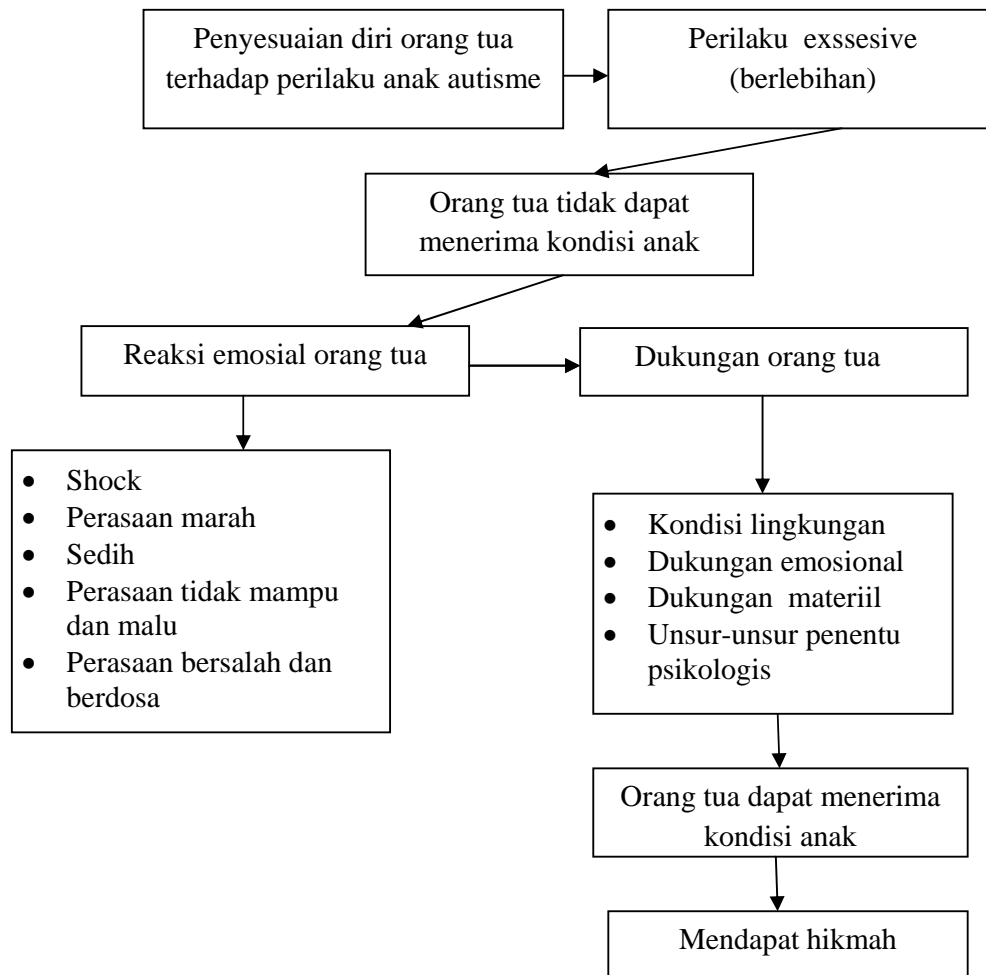 Penyesuaian diri orang tua
terhadap perilaku anak autisme
Perilaku exssesive
(berlebihan)
Orang tua tidak dapat
menerima kondisi anak
Reaksi emosial orang tua
Dukungan orang tua
• Shock
• Perasaan marah
• Sedih
• Perasaan tidak mampu
dan malu
• Perasaan bersalah dan
berdosa
• Kondisi lingkungan
• Dukungan emosional
• Dukungan materiil
• Unsur-unsur penentu
psikologis
Orang tua dapat menerima
kondisi anak
Mendapat hikmah